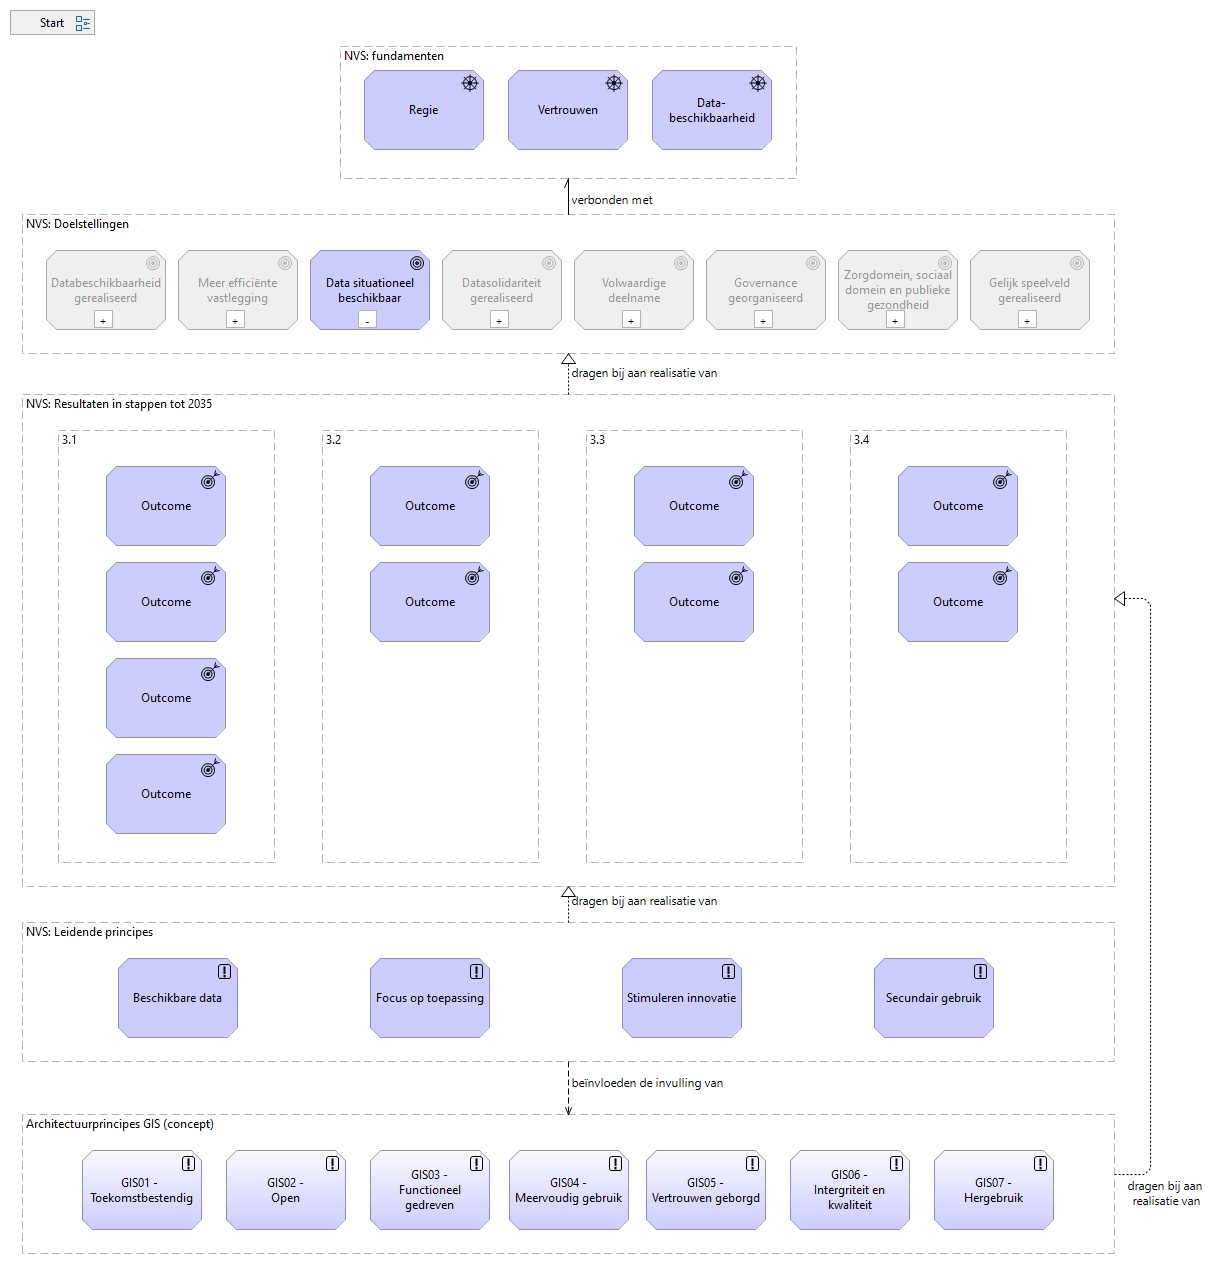 Start
NVS: fundamenten
Regie
Vertrouwen
Data-
beschikbaarheid
verbonden met
NVS: Doelstellingen
Databeschikbaarheid
gerealiseerd
+
Meer efficiënte
vastlegging
+
Data situationeel
beschikbaar
-
Datasolidariteit
gerealiseerd
+
Volwaardige
deelname
+
Governance
georganiseerd
+
Zorgdomein, sociaal
domein en publieke
gezondheid
+
Gelijk speelveld
gerealiseerd
+
dragen bij aan realisatie van
NVS: Resultaten in stappen tot 2035
3.1
Outcome
Outcome
Outcome
Outcome
3.2
Outcome
Outcome
3.3
Outcome
Outcome
3.4
Outcome
Outcome
dragen bij aan realisatie van
NVS: Leidende principes
Beschikbare data
Focus op toepassing
Stimuleren innovatie
Secundair gebruik
beïnvloeden de invulling van
Architectuurprincipes GIS (concept)
GIS01 -
Toekomstbestendig
GIS02 -
Open
GIS03 -
Functioneel
gedreven
GIS04 -
Meervoudig gebruik
GIS05 -
Vertrouwen geborgd
GIS06 -
Intergriteit en
kwaliteit
GIS07 -
Hergebruik
dragen bij aan
realisatie van